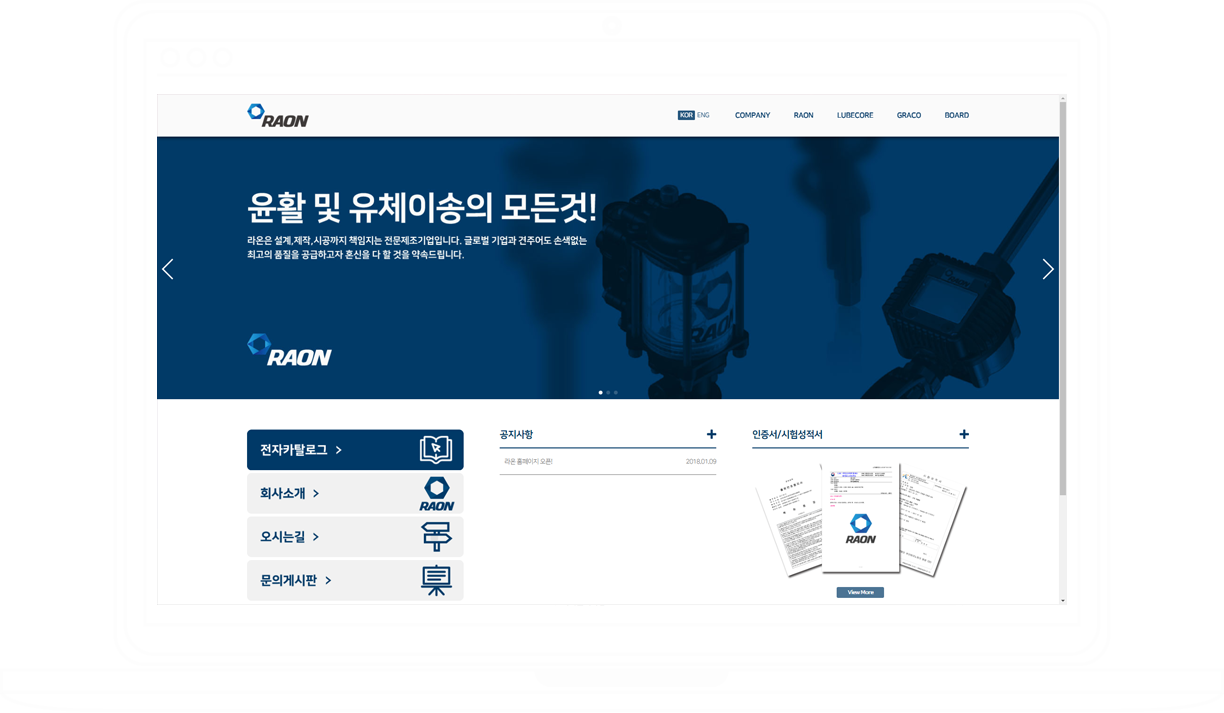 RAON
KOR ENG COMPANY RAON LUBECORE GRACO BOARD
윤활 및 유체이송의 모든것!
라온은 설계,제작,시공까지 책임지는 전문제조기업입니다. 글로벌 기업과 견주어도 손색없는
최고의 품질을 공급하고자 혼신을 다 할 것을 약속드립니다.
RAON
RAON
전자카탈로그 >
회사소개 >
RAON
오시는길 >
문의게시판 >
공지사항 +
라온 홈페이지 오픈! 2018.01.09
인증서/시험성적서 +
RAON
View More